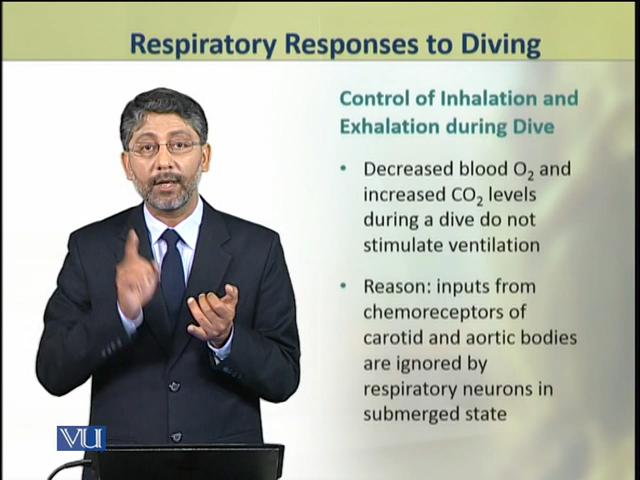 Respiratory Responses to Diving
Control of Inhalation and
Exhalation during Dive
• Decreased blood O₂ and
increased CO₂ levels
during a dive do not
stimulate ventilation
• Reason: inputs from
chemoreceptors of
carotid and aortic bodies
are ignored by
respiratory neurons in
submerged state
VU